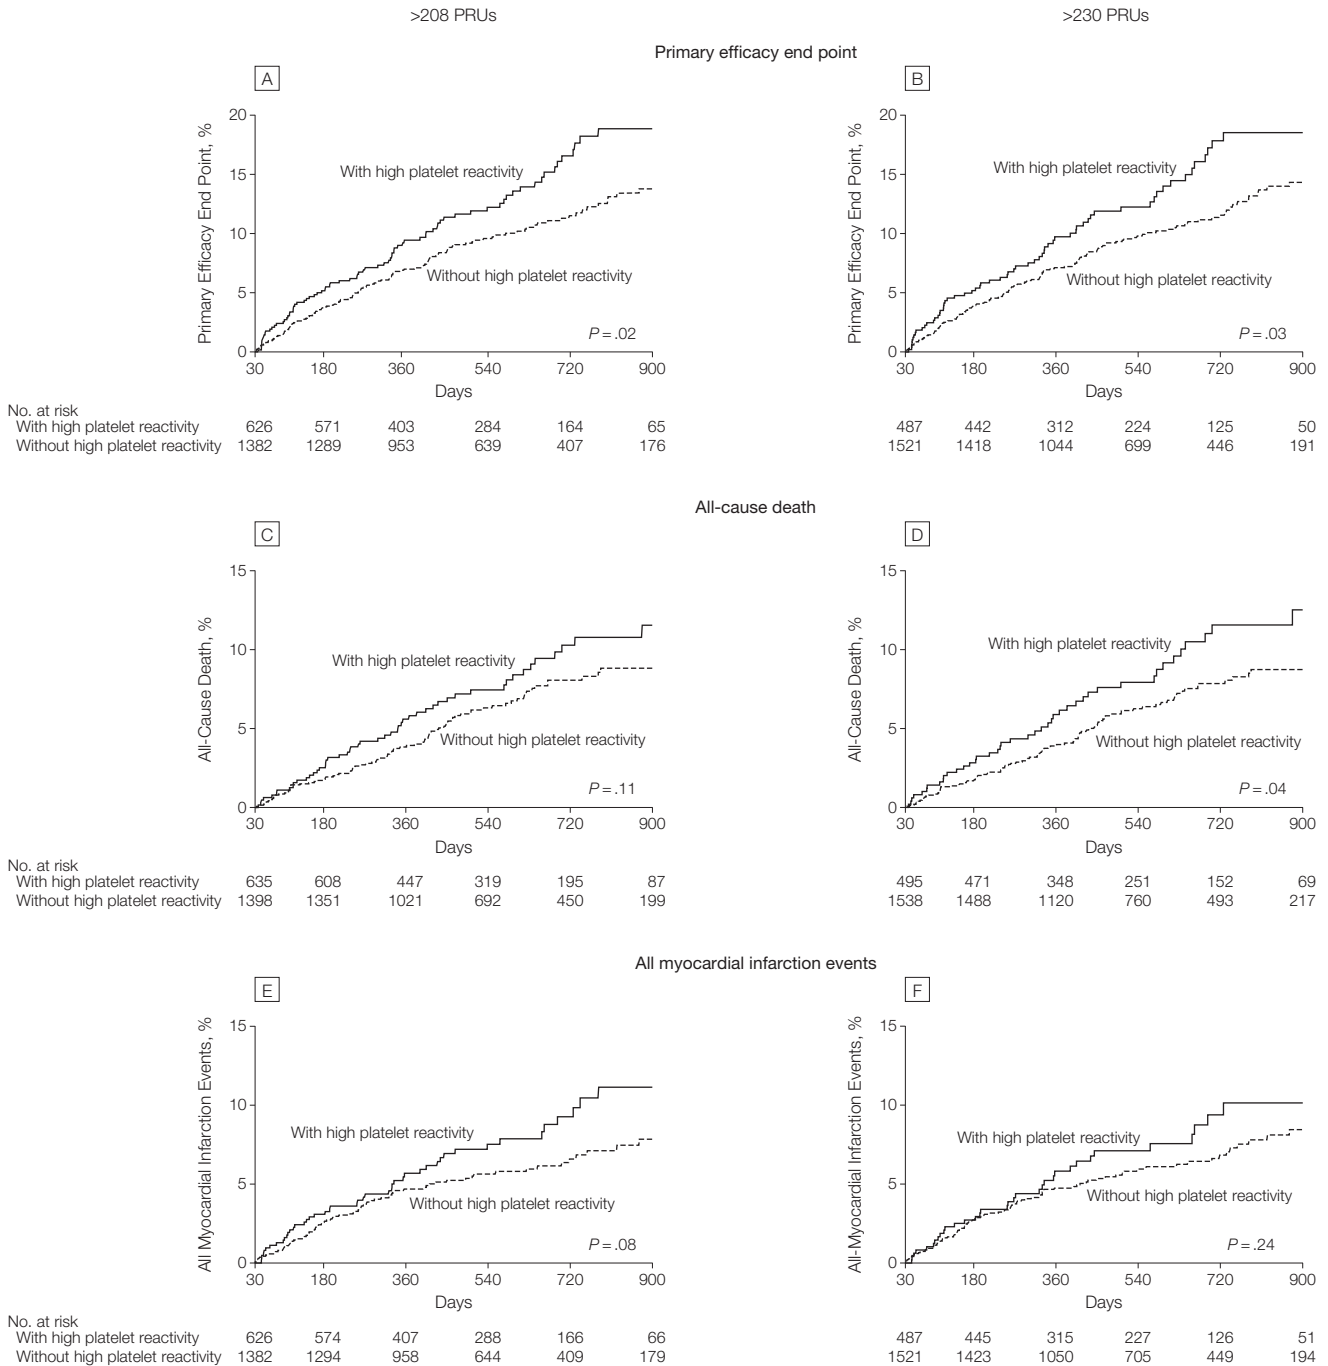 >208 PRUs >230 PRUs
Primary efficacy end point
A B
Primary Efficacy End Point, % Primary Efficacy End Point, %
20 20
With high platelet reactivity With high platelet reactivity
15 15
10 10
Without high platelet reactivity Without high platelet reactivity
5 5
P = .02 P = .03
0 0
30 180 360 540 720 900 30 180 360 540 720 900
Days Days
No. at risk
With high platelet reactivity 626 571 403 284 164 65 487 442 312 224 125 50
Without high platelet reactivity 1382 1289 953 639 407 176 1521 1418 1044 699 446 191
All-cause death
C D
All-Cause Death, % All-Cause Death, %
15 15
With high platelet reactivity With high platelet reactivity
10 10
Without high platelet reactivity Without high platelet reactivity
5 5
P = .11 P = .04
0 0
30 180 360 540 720 900 30 180 360 540 720 900
Days Days
No. at risk
With high platelet reactivity 635 608 447 319 195 87 495 471 348 251 152 69
Without high platelet reactivity 1398 1351 1021 692 450 199 1538 1488 1120 760 493 217
All myocardial infarction events
E F
All Myocardial Infarction Events, % All-Myocardial Infarction Events, %
15 15
10 10
With high platelet reactivity With high platelet reactivity
5 5
Without high platelet reactivity Without high platelet reactivity
P = .08 P = .24
0 0
30 180 360 540 720 900 30 180 360 540 720 900
Days Days
No. at risk
With high platelet reactivity 626 574 407 288 166 66 487 445 315 227 126 51
Without high platelet reactivity 1382 1294 958 644 409 179 1521 1423 1050 705 449 194